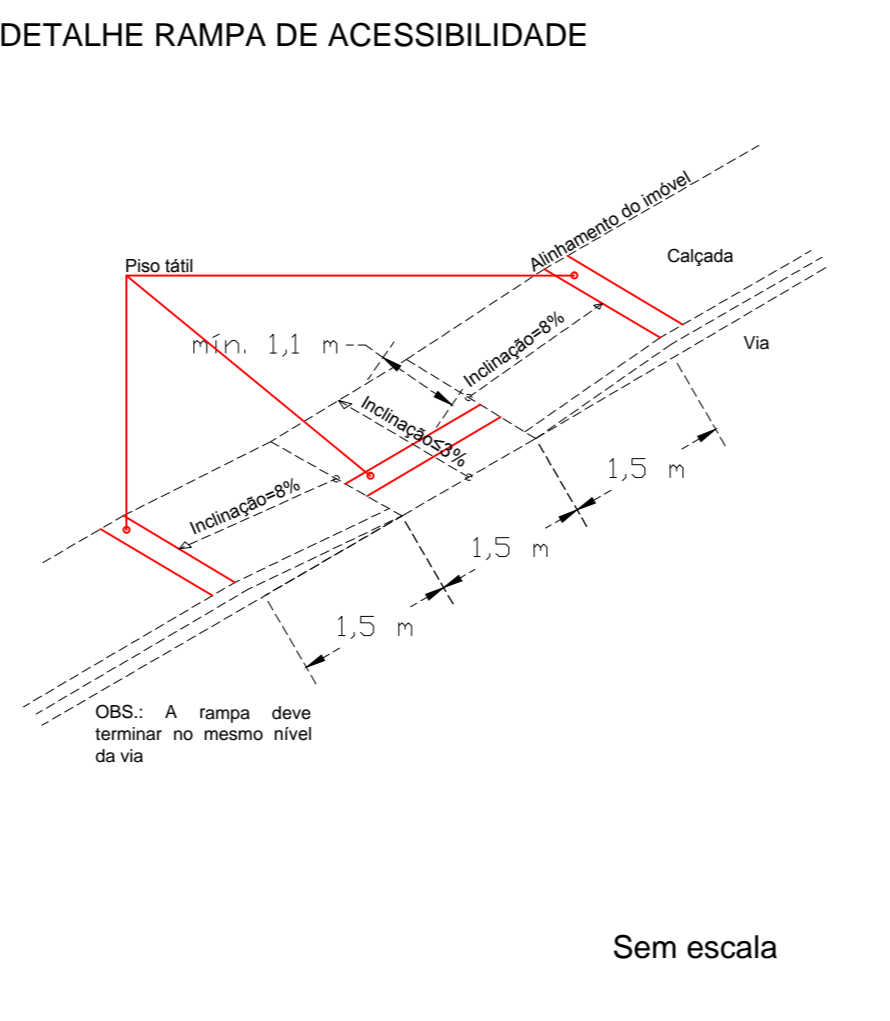 DETALHE RAMPA DE ACESSIBILIDADE
Alinhamento do imóvel
Calçada
Piso tátil
Via
mín. 1,1 m
Inclinação=8%
Inclinação≤3%
Inclinação=8%
1,5 m
1,5 m
1,5 m
OBS.: A rampa deve
terminar no mesmo nível
da via
Sem escala